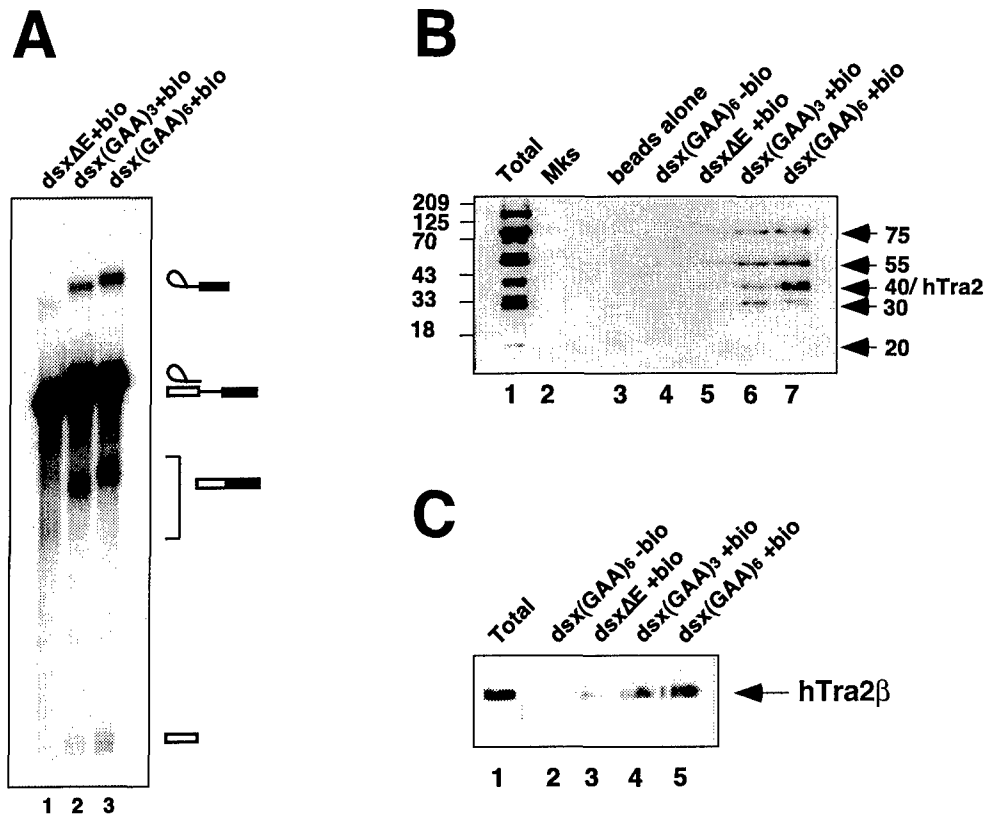 A
dsxΔE+bio
dsx(GAA)3+bio
dsx(GAA)6+bio
1 2 3
B
Total
Mks
beads alone
dsx(GAA)6 -bio
dsxΔE +bio
dsx(GAA)3 +bio
dsx(GAA)6 +bio
209
125
70
43
33
18
75
55
40/ hTra2
30
20
1 2 3 4 5 6 7
C
Total
dsx(GAA)6 -bio
dsxΔE +bio
dsx(GAA)3 +bio
dsx(GAA)6 +bio
hTra2β
1 2 3 4 5